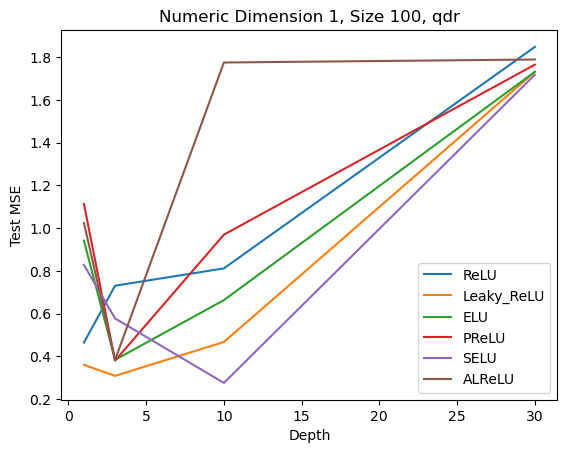 Numeric Dimension 1, Size 100, qdr
Test MSE
1.8
1.6
1.4
1.2
1.0
0.8
0.6
0.4
0.2
ReLU
Leaky_ReLU
ELU
PReLU
SELU
ALReLU
0 5 10 15 20 25 30
Depth